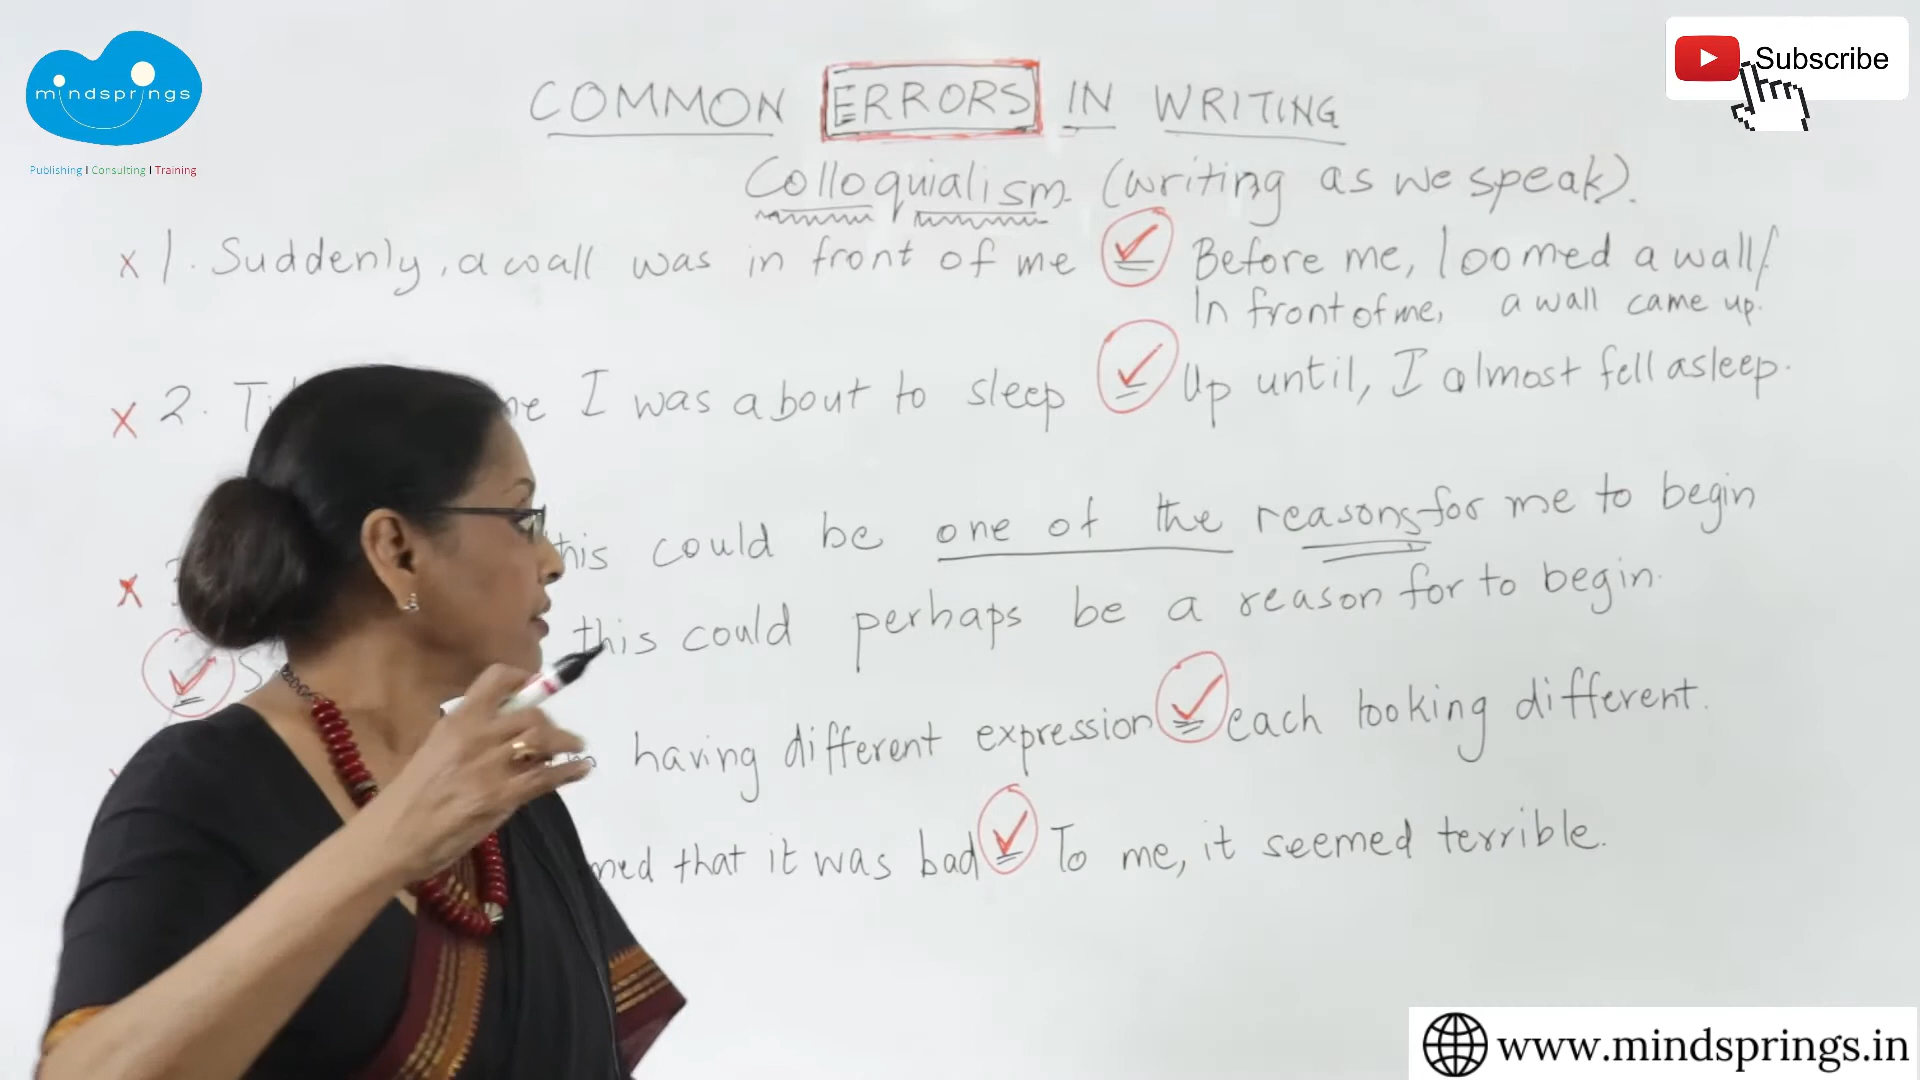 mindsprings
Publishing I Consulting I Training
Subscribe
COMMON ERRORS IN WRITING
Colloquialism (writing as we speak).
x 1. Suddenly, a wall was in front of me ✓ Before me, loomed a wall/
In front of me, a wall came up.
x 2. I was about to sleep ✓ Up until, I almost fell asleep.
x this could be one of the reasons for me to begin
✓ this could perhaps be a reason for to begin.
having different expression ✓ each looking different.
that it was bad ✓ To me, it seemed terrible.
www.mindsprings.in